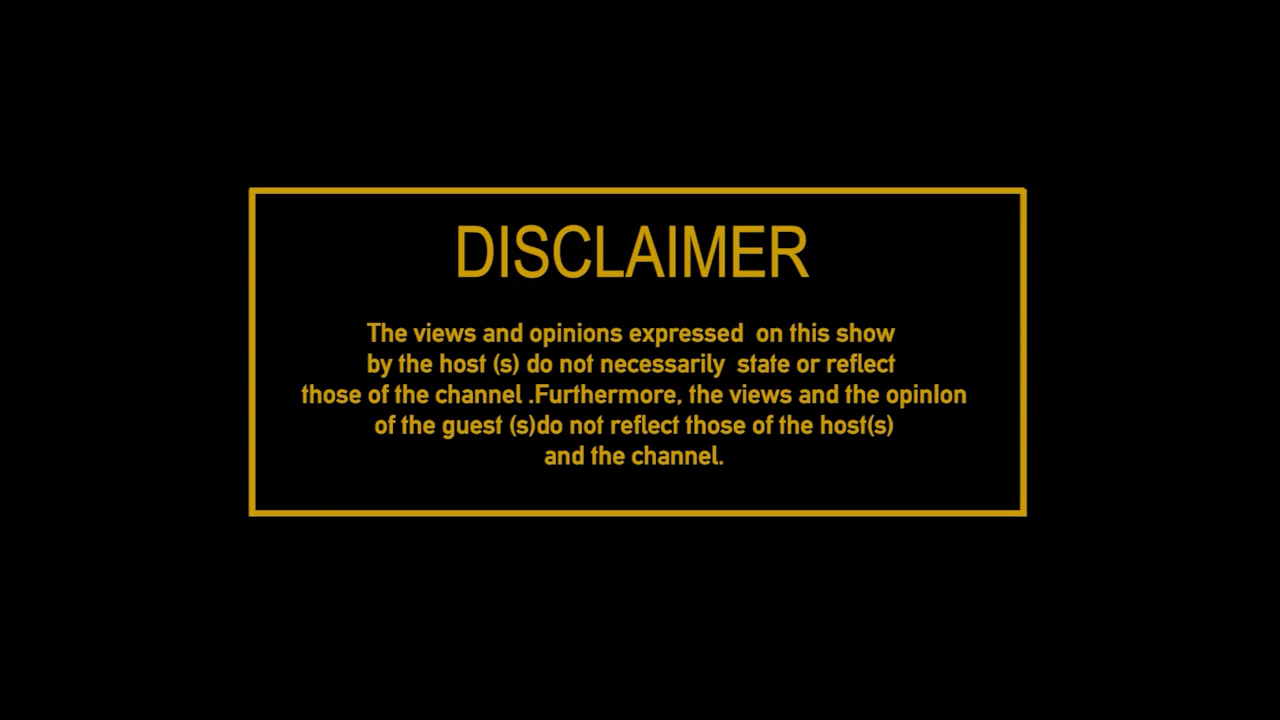 DISCLAIMER
The views and opinions expressed  on this show
by the host (s) do not necessarily  state or reflect
those of the channel .Furthermore, the views and the opinIon
of the guest (s)do not reflect those of the host(s)
and the channel.